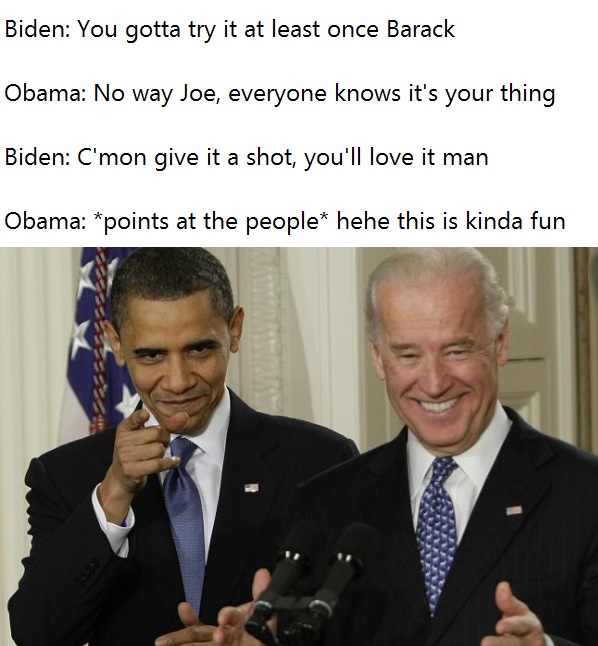 Biden: You gotta try it at least once Barack
Obama: No way Joe, everyone knows it's your thing
Biden: C'mon give it a shot, you'll love it man
Obama: *points at the people* hehe this is kinda fun